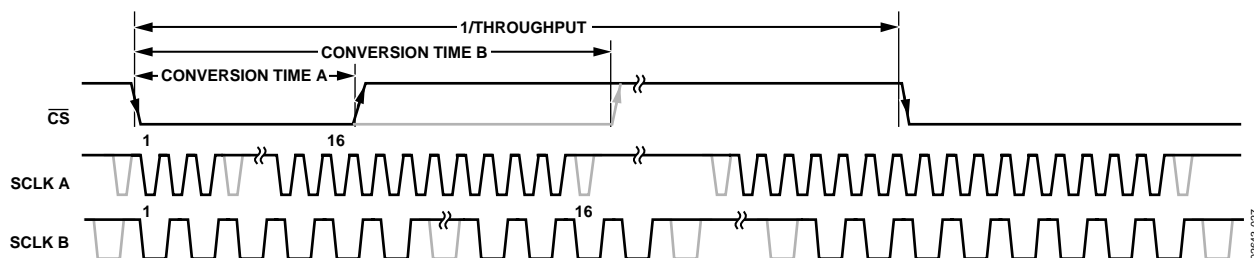 1/THROUGHPUT
CONVERSION TIME B
CONVERSION TIME A
CS
1
16
SCLK A
1
16
SCLK B